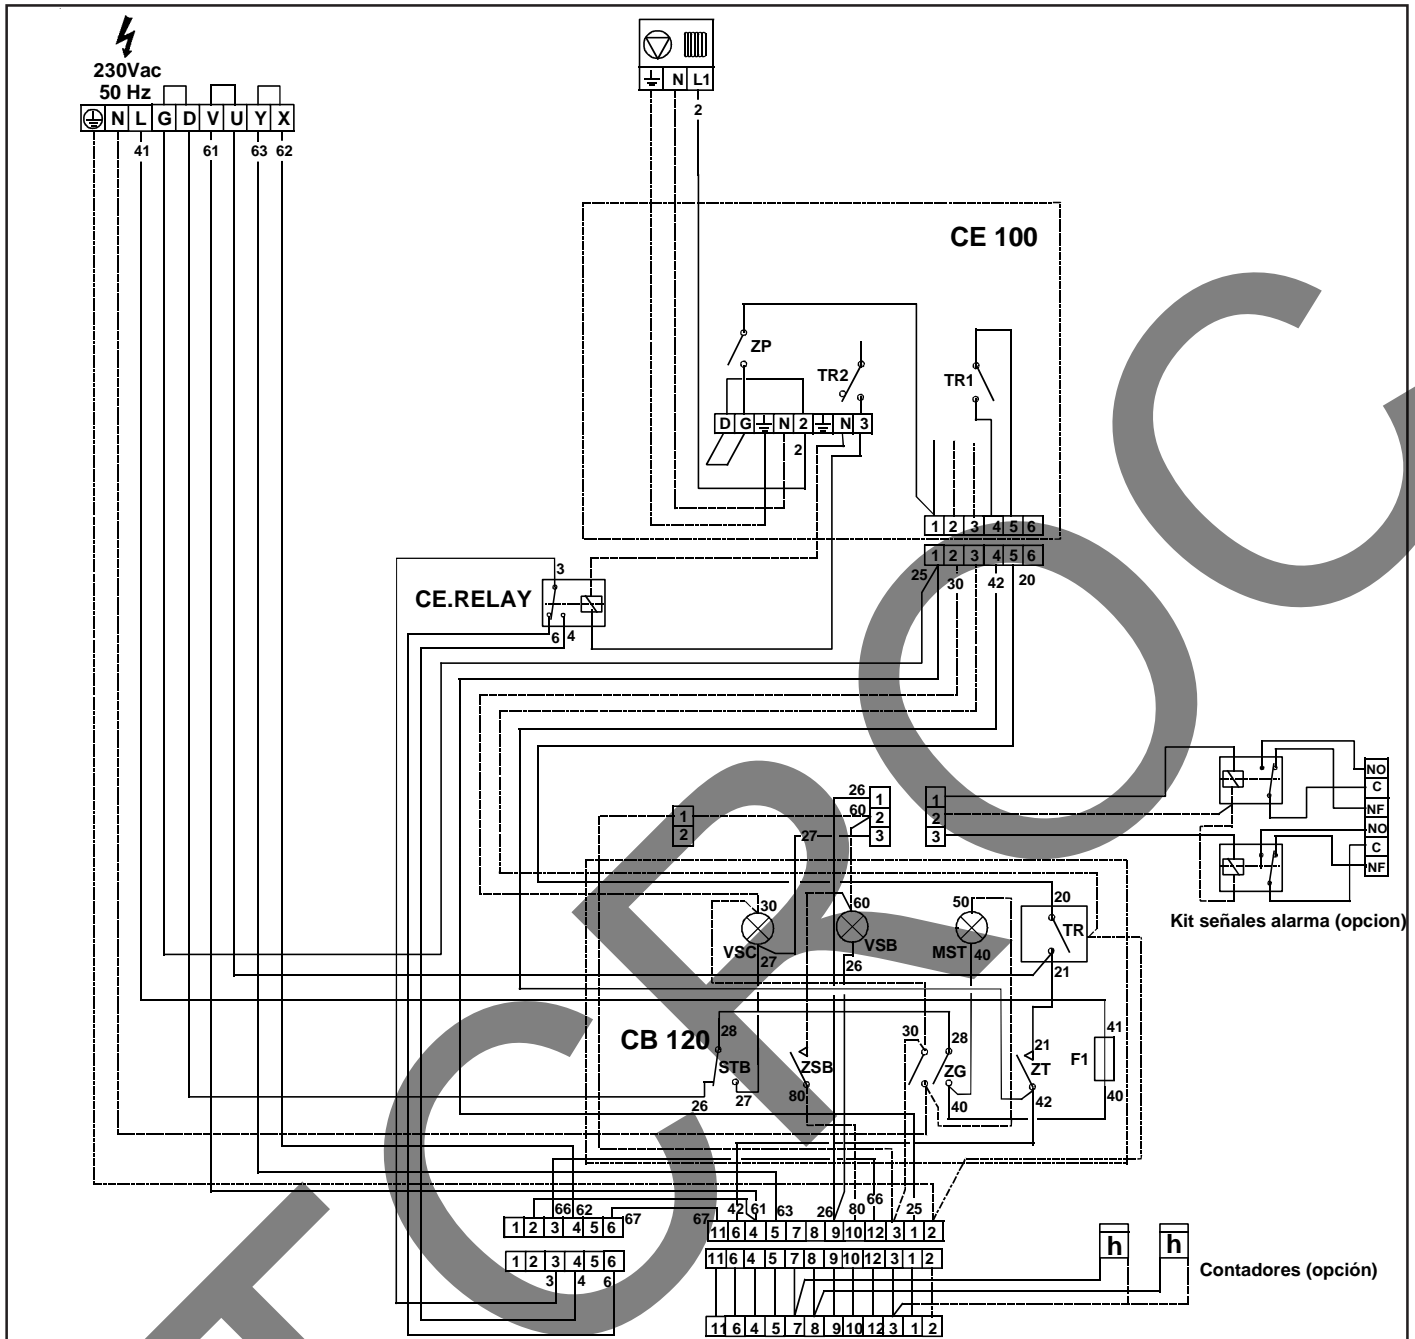 230Vac
50 Hz
N L G D V U Y X
41 61 63 62
N L1
2
CE 100
ZP
TR2
TR1
D G N 2 N 3
2
1 2 3 4 5 6
1 2 3 4 5 6
25 30 42 20
3
CE.RELAY
6 4
26
60
27
1
2
1
2
3
1
2
3
NO
C
NF
NO
C
NF
Kit señales alarma (opcion)
30 60 50 20
VSC VSB MST TR
27 26 40 21
CB 120
28 30 28 21 41
STB ZSB ZG ZT F1
26 27 80 40 42 40
66 62 67
67 42 61 63 26 80 66 25
1 2 3 4 5 6
11 6 4 5 7 8 9 10 12 3 1 2
1 2 3 4 5 6
11 6 4 5 7 8 9 10 12 3 1 2
3 4 6
h h
Contadores (opción)
11 6 4 5 7 8 9 10 12 3 1 2
FCROC